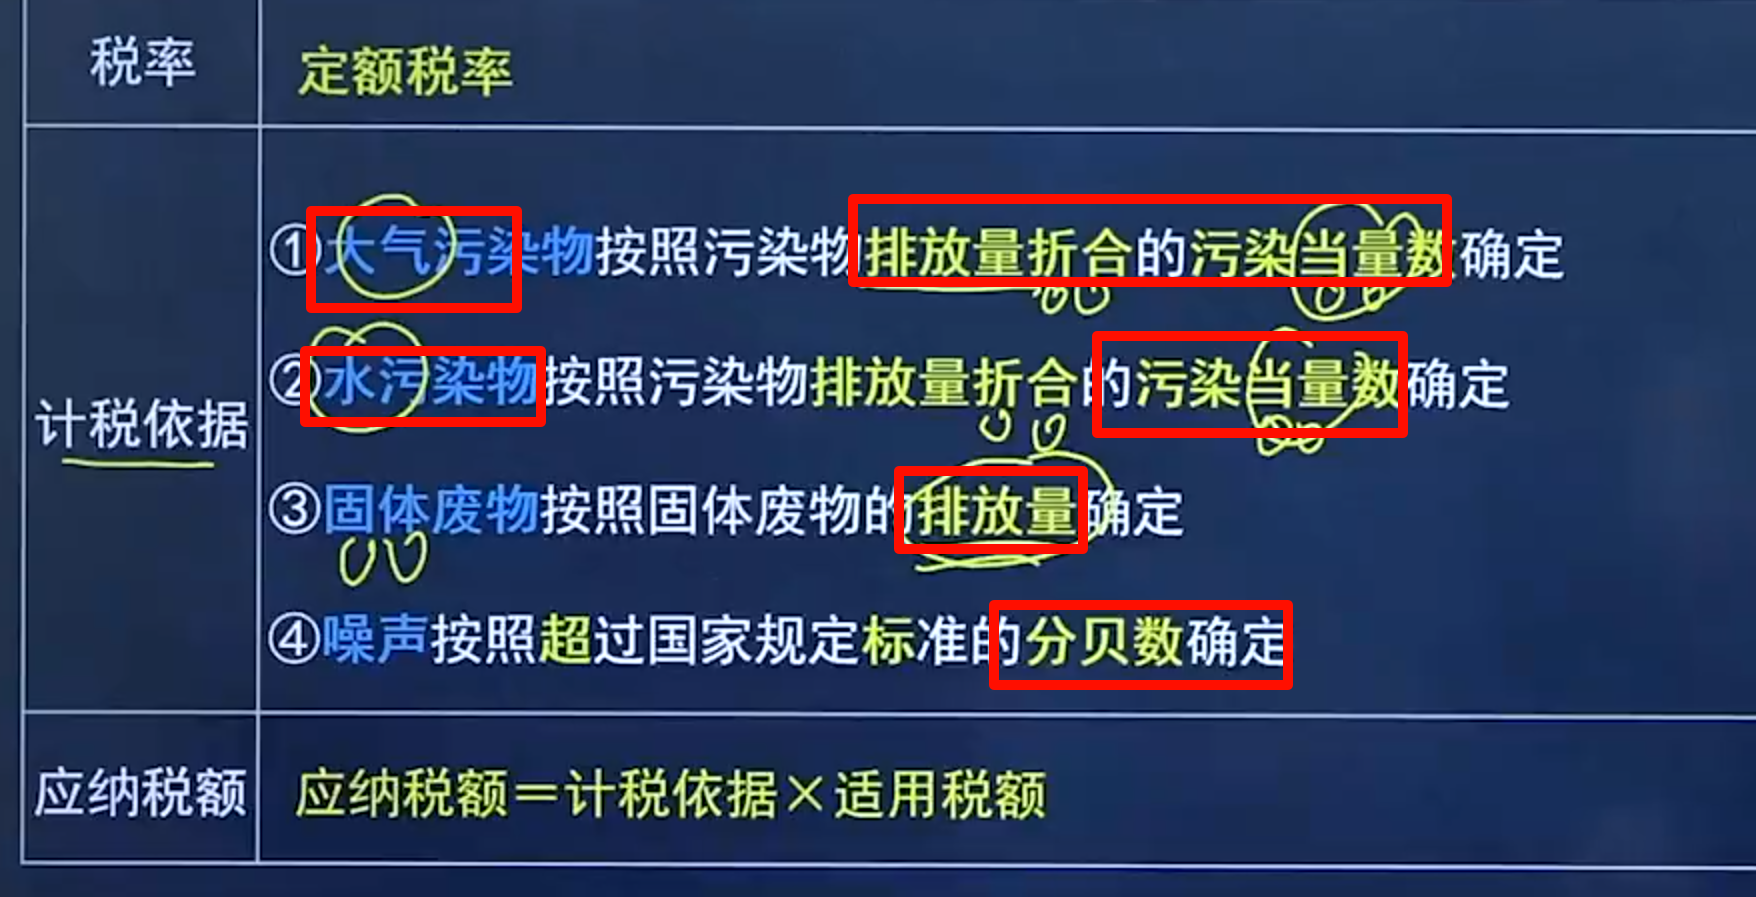 税率
定额税率
计税依据
①大气污染物按照污染物排放量折合的污染当量数确定
②水污染物按照污染物排放量折合的污染当量数确定
③固体废物按照固体废物的排放量确定
④噪声按照超过国家规定标准的分贝数确定
应纳税额
应纳税额＝计税依据×适用税额